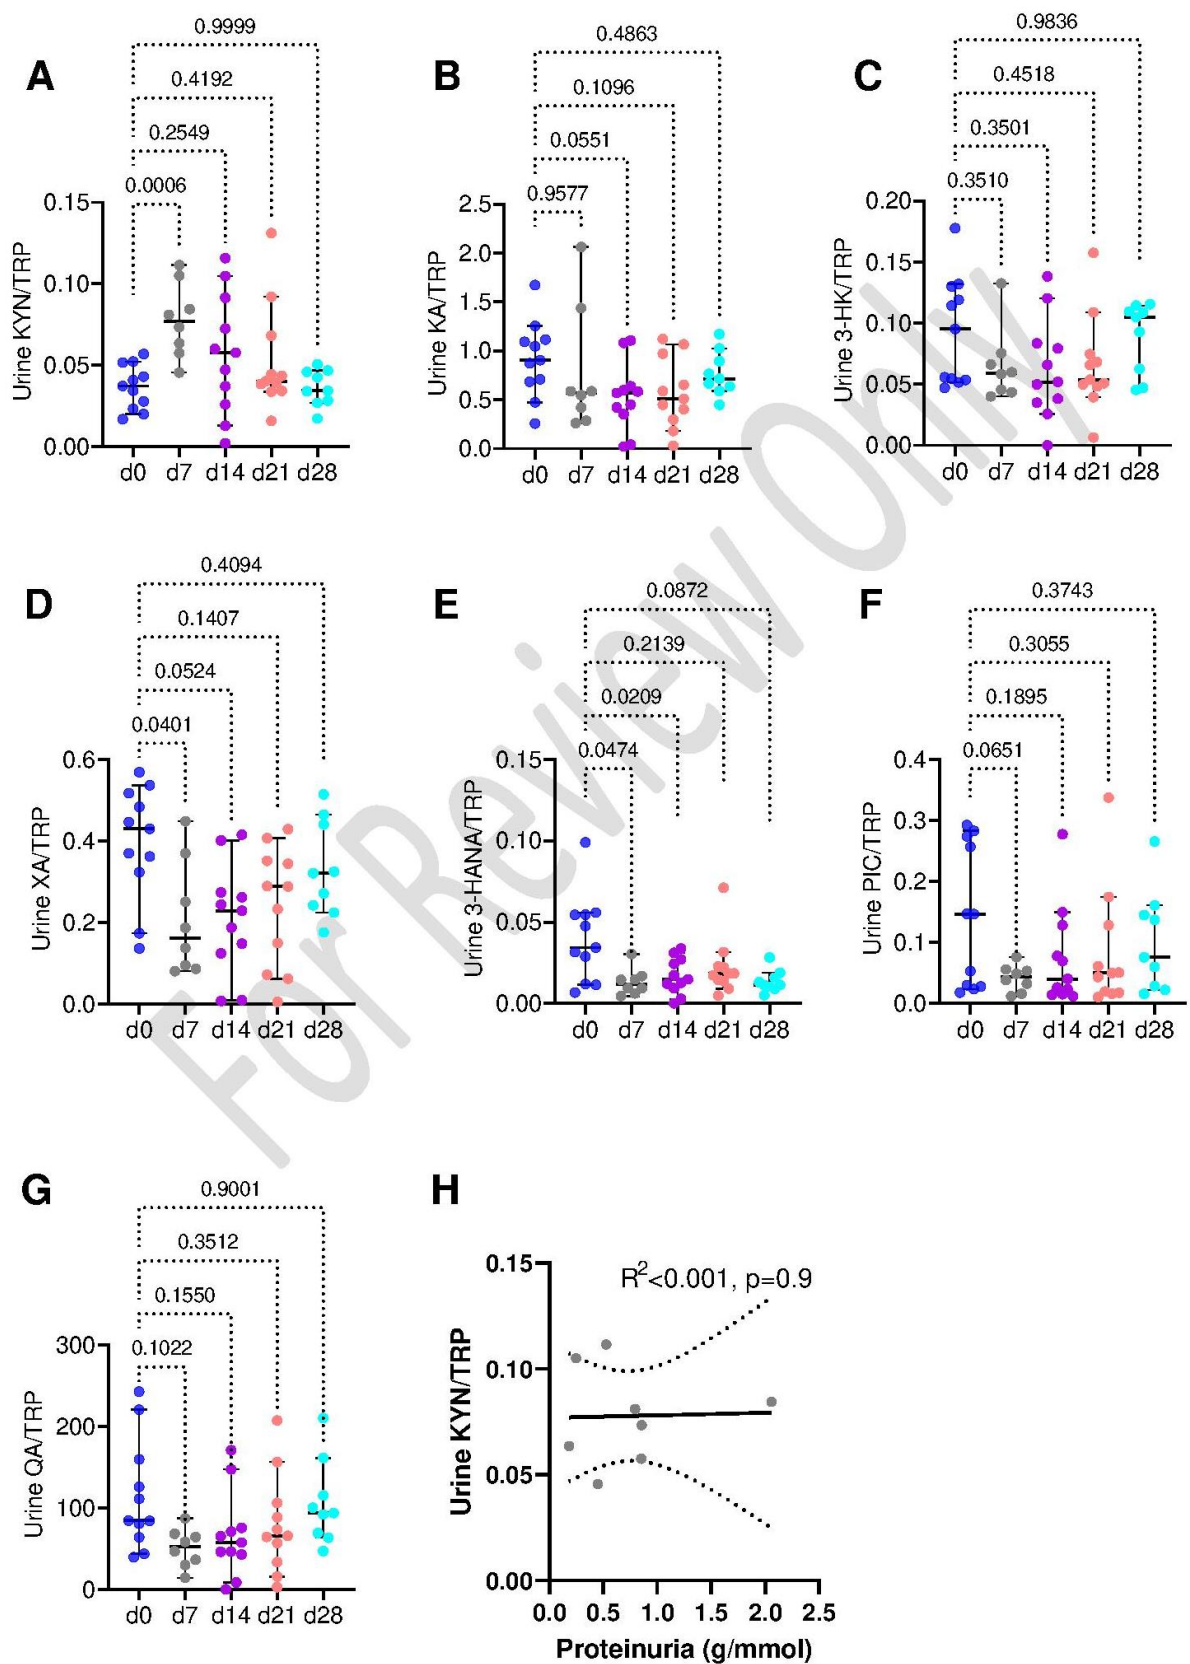 A
0.9999
0.4192
0.2549
0.0006
Urine KYN/TRP
0.15
0.10
0.05
0.00
d0 d7 d14 d21 d28
B
0.4863
0.1096
0.0551
0.9577
Urine KA/TRP
2.5
2.0
1.5
1.0
0.5
0.0
d0 d7 d14 d21 d28
C
0.9836
0.4518
0.3501
0.3510
Urine 3-HK/TRP
0.20
0.15
0.10
0.05
0.00
d0 d7 d14 d21 d28
D
0.4094
0.1407
0.0524
0.0401
Urine XA/TRP
0.6
0.4
0.2
0.0
d0 d7 d14 d21 d28
E
0.0872
0.2139
0.0209
0.0474
Urine 3-HANA/TRP
0.15
0.10
0.05
0.00
d0 d7 d14 d21 d28
F
0.3743
0.3055
0.1895
0.0651
Urine PIC/TRP
0.4
0.3
0.2
0.1
0.0
d0 d7 d14 d21 d28
G
0.9001
0.3512
0.1550
0.1022
Urine QA/TRP
300
200
100
0
d0 d7 d14 d21 d28
H
R²<0.001, p=0.9
Urine KYN/TRP
0.15
0.10
0.05
0.00
0.0 0.5 1.0 1.5 2.0 2.5
Proteinuria (g/mmol)
For Review Only